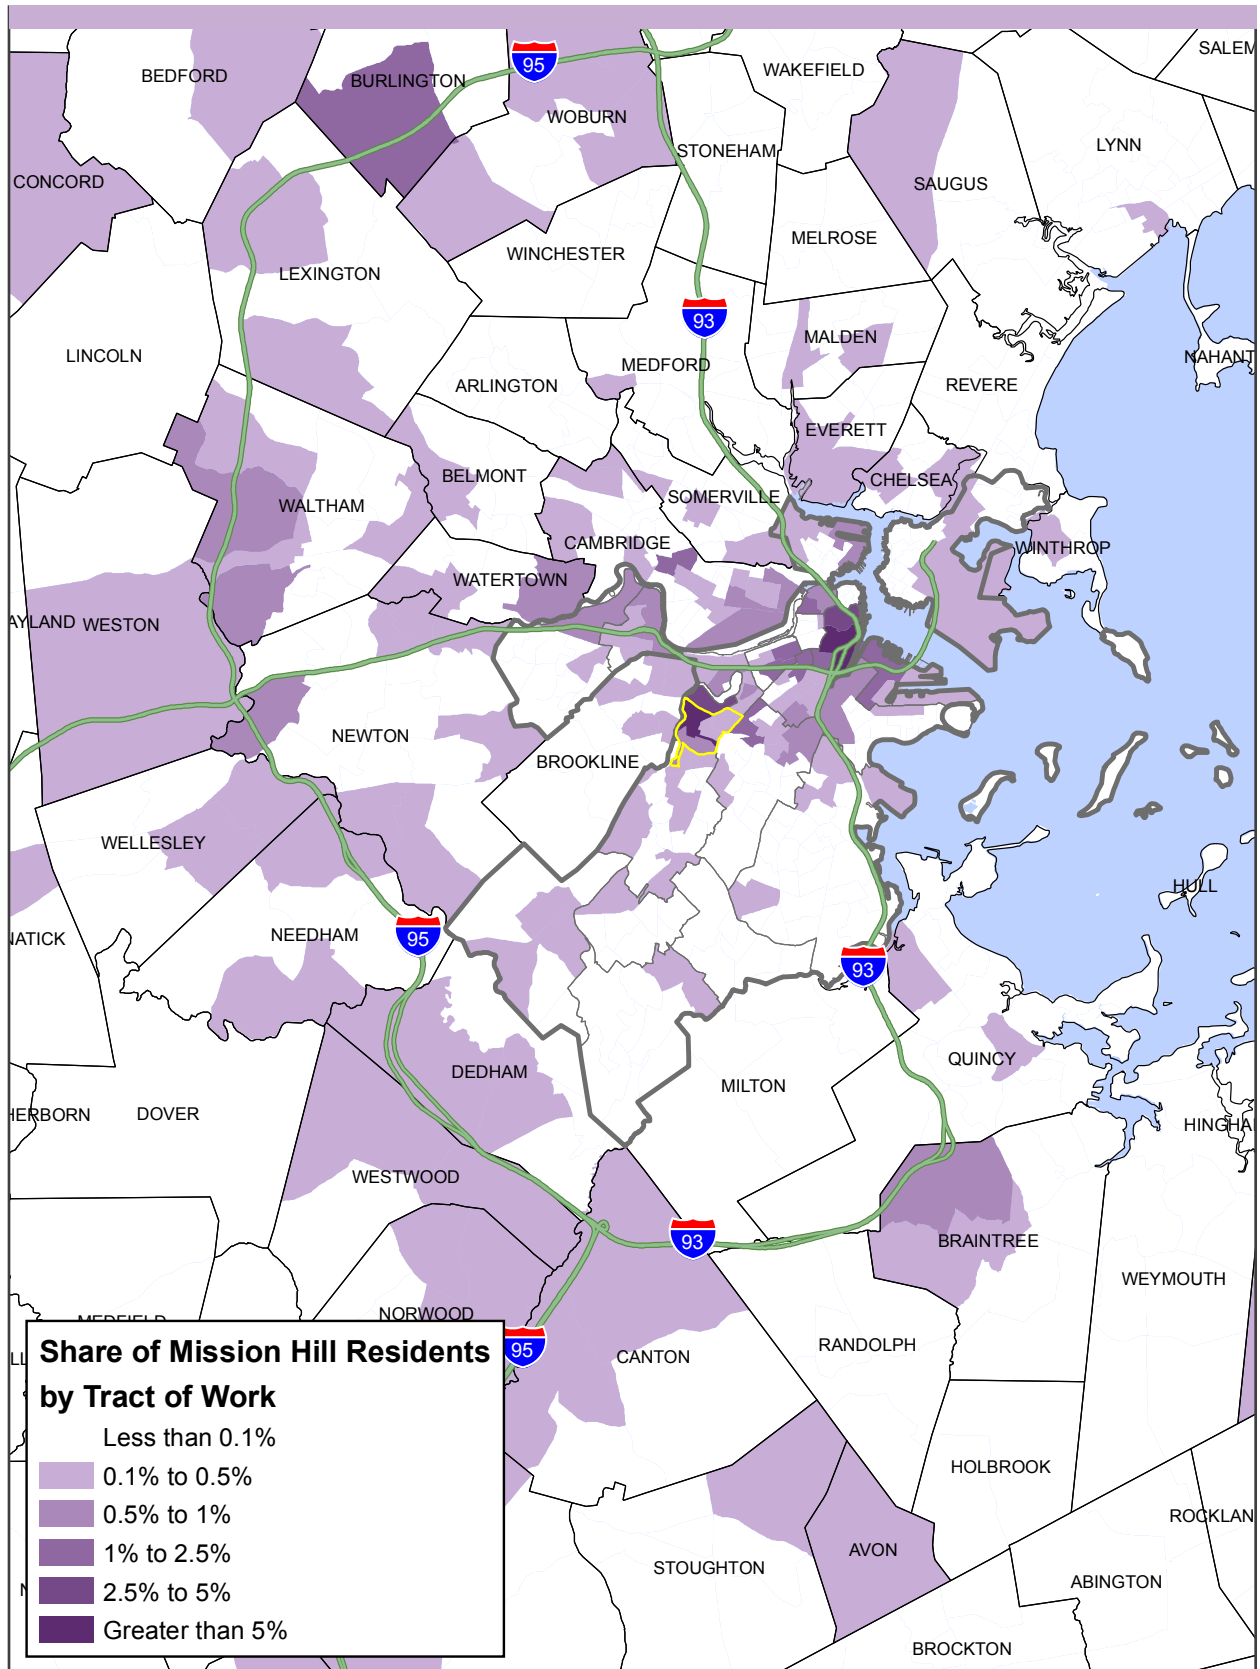 SALEM
BEDFORD
BURLINGTON
95
WAKEFIELD
WOBURN
STONEHAM
LYNN
CONCORD
SAUGUS
WINCHESTER
MELROSE
LEXINGTON
93
LINCOLN
MALDEN
NAHANT
MEDFORD
ARLINGTON
REVERE
EVERETT
BELMONT
CHELSEA
SOMERVILLE
WALTHAM
CAMBRIDGE
WINTHROP
WATERTOWN
AYLAND
WESTON
NEWTON
BROOKLINE
WELLESLEY
HULL
NATICK
NEEDHAM
95
93
QUINCY
DEDHAM
MILTON
HERBORN
DOVER
HINGHA
WESTWOOD
93
BRAINTREE
WEYMOUTH
NORWOOD
MEDFIELD
95
RANDOLPH
CANTON
Share of Mission Hill Residents
by Tract of Work
Less than 0.1%
0.1% to 0.5%
0.5% to 1%
1% to 2.5%
2.5% to 5%
Greater than 5%
HOLBROOK
ROCKLAN
AVON
STOUGHTON
ABINGTON
BROCKTON